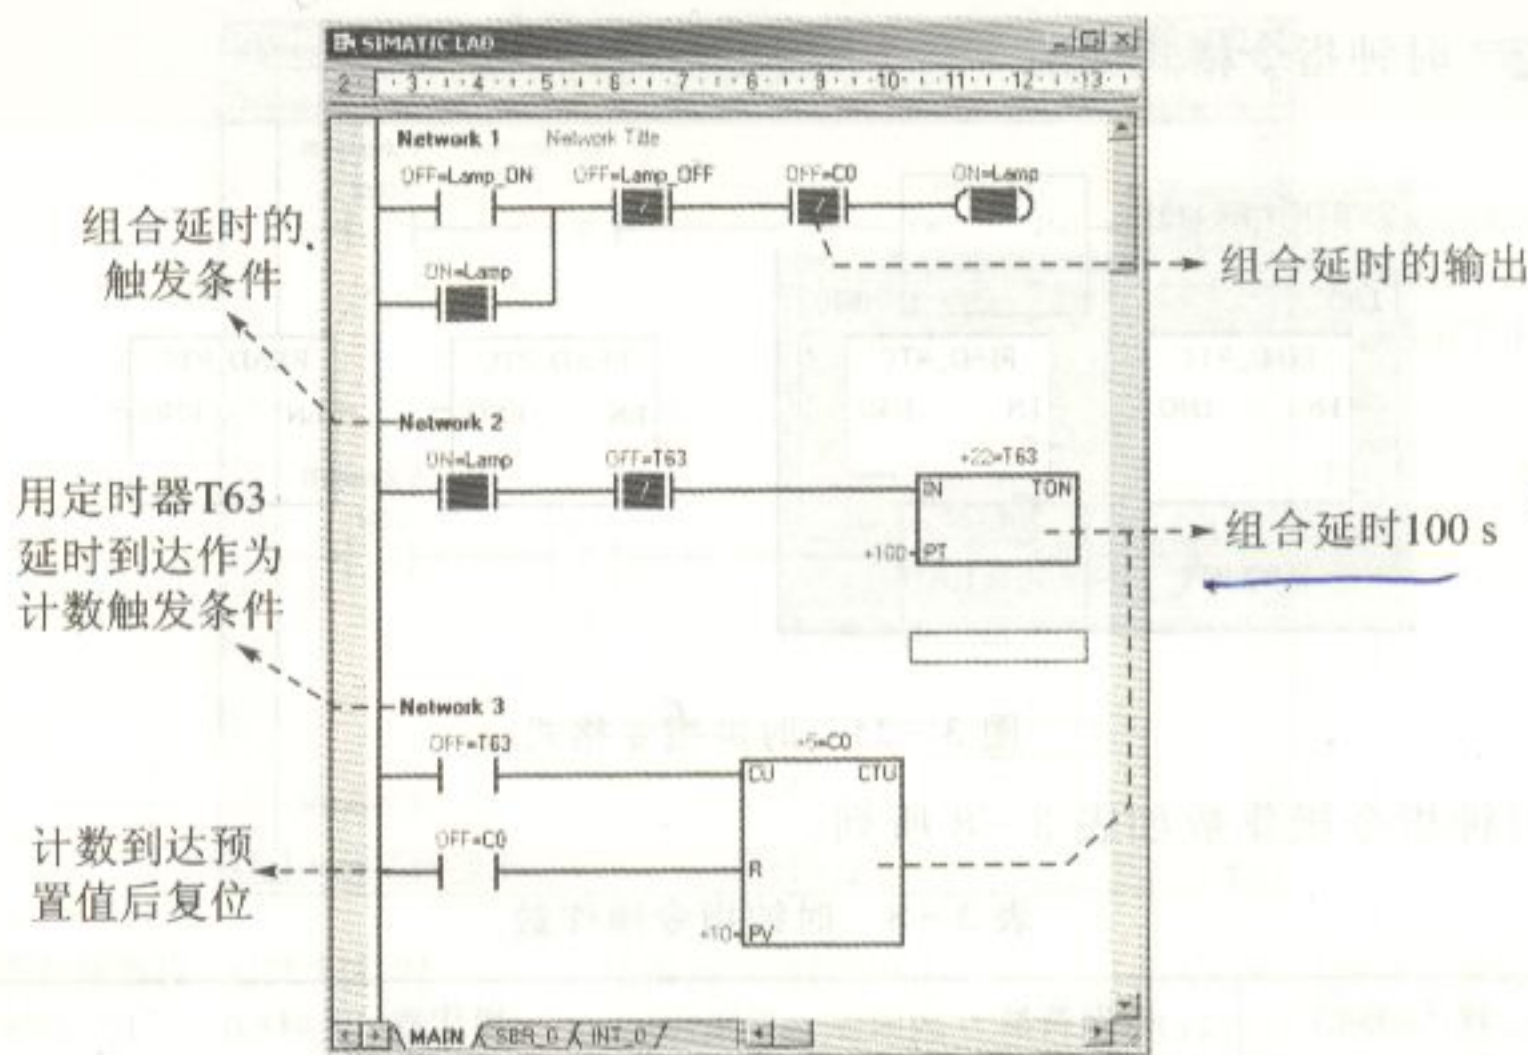 SIMATIC LAD
2 · 3 · 4 · 5 · 6 · 7 · 8 · 9 · 10 · 11 · 12 · 13
Network 1 Network Title
OFF=Lamp_ON OFF=Lamp_OFF OFF=C0 ON=Lamp
/ /
ON=Lamp
组合延时的
触发条件
组合延时的输出
Network 2
ON=Lamp OFF=T63 +22=T63
/
IN TON
+100 PT
用定时器T63
延时到达作为
计数触发条件
组合延时100 s
Network 3
OFF=T63 +5=C0
CU CTU
OFF=C0
R
+10 PV
计数到达预
置值后复位
MAIN SBR_0 INT_0